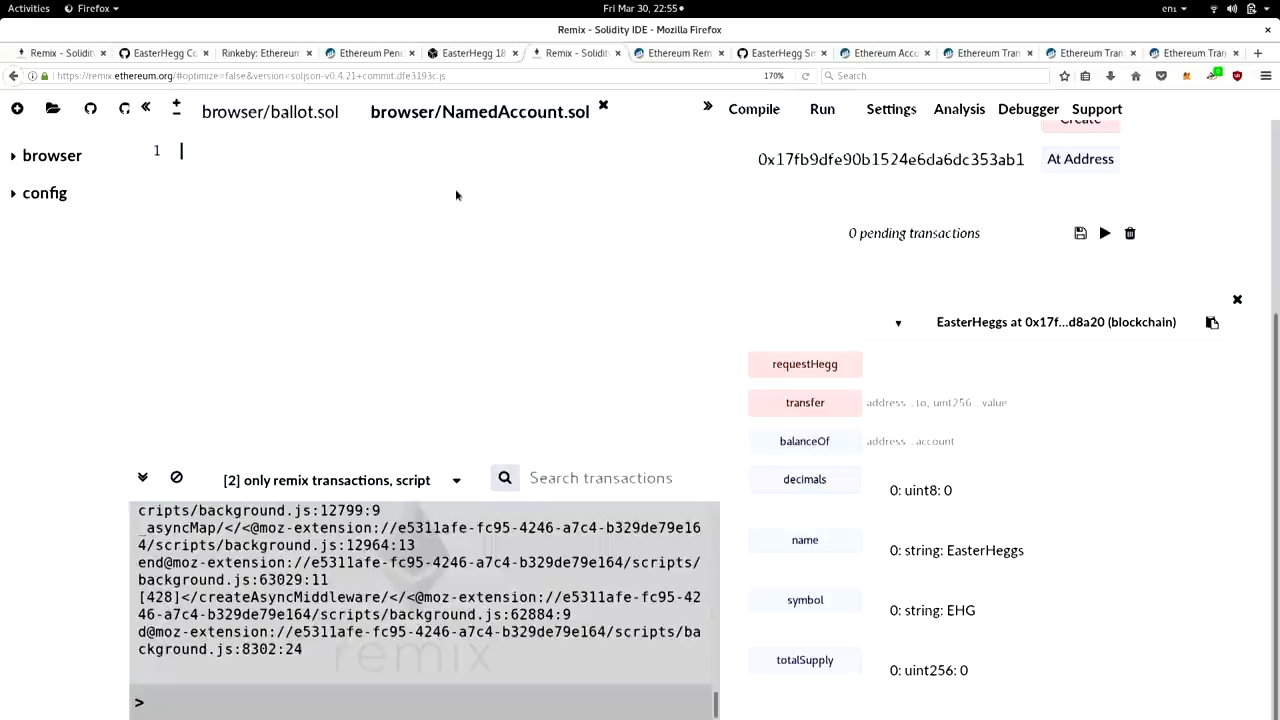 Activities Firefox Fri Mar 30, 22:55 en1
Remix - Solidity IDE - Mozilla Firefox
Remix - Solidity EasterHegg Co Rinkeby: Ethereum Ethereum Pen EasterHegg 18 Remix - Solidity Ethereum Rem EasterHegg Sm Ethereum Acco Ethereum Tran Ethereum Tran Ethereum Tran
https://remix.ethereum.org/#optimize=false&version=soljson-v0.4.21+commit.dfe3193c.js 170% Search
browser/ballot.sol browser/NamedAccount.sol Compile Run Settings Analysis Debugger Support
Create
1
browser
0x17fb9dfe90b1524e6da6dc353ab1 At Address
config
0 pending transactions
EasterHeggs at 0x17f...d8a20 (blockchain)
requestHegg
transfer address _to, uint256 _value
balanceOf address _account
decimals
0: uint8: 0
name
0: string: EasterHeggs
symbol
0: string: EHG
totalSupply
0: uint256: 0
[2] only remix transactions, script Search transactions
cripts/background.js:12799:9
_asyncMap/</<@moz-extension://e5311afe-fc95-4246-a7c4-b329de79e16
4/scripts/background.js:12964:13
end@moz-extension://e5311afe-fc95-4246-a7c4-b329de79e164/scripts/
background.js:63029:11
[428]</createAsyncMiddleware/</<@moz-extension://e5311afe-fc95-42
46-a7c4-b329de79e164/scripts/background.js:62884:9
d@moz-extension://e5311afe-fc95-4246-a7c4-b329de79e164/scripts/ba
ckground.js:8302:24
remix
>